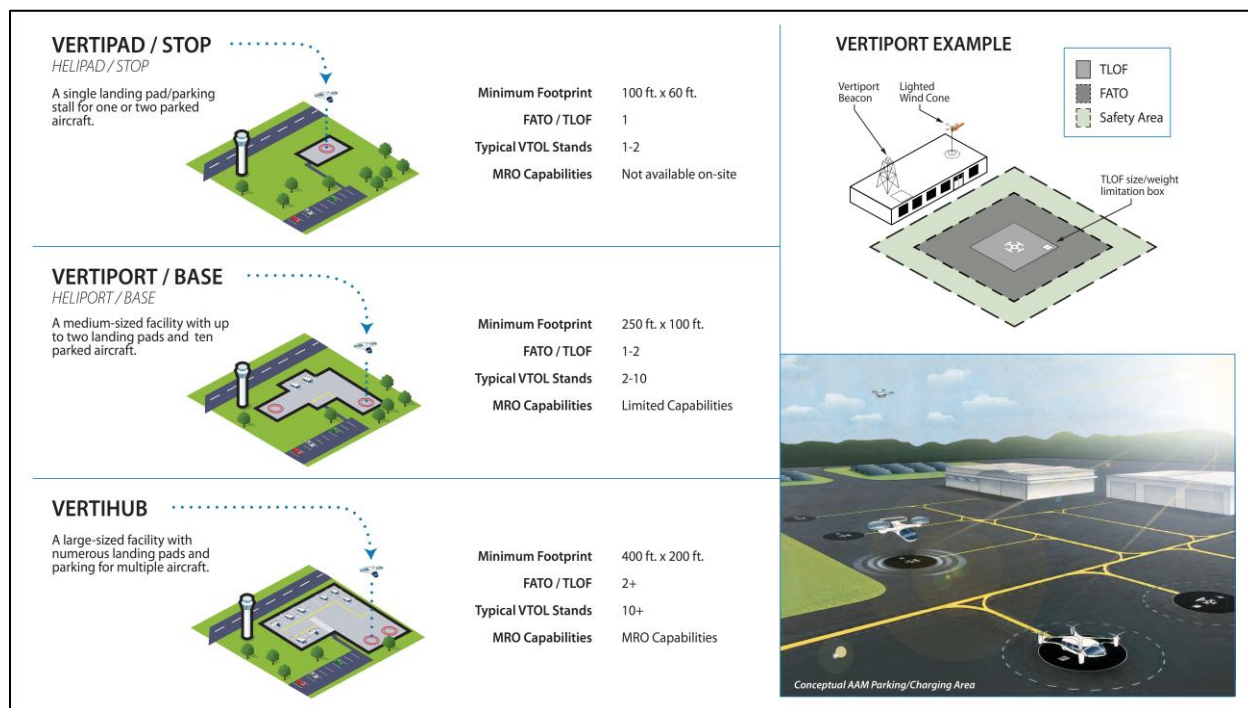 VERTIPAD / STOP
HELIPAD / STOP
A single landing pad/parking
stall for one or two parked
aircraft.
Minimum Footprint 100 ft. x 60 ft.
FATO / TLOF 1
Typical VTOL Stands 1-2
MRO Capabilities Not available on-site
VERTIPORT / BASE
HELIPORT / BASE
A medium-sized facility with up
to two landing pads and ten
parked aircraft.
Minimum Footprint 250 ft. x 100 ft.
FATO / TLOF 1-2
Typical VTOL Stands 2-10
MRO Capabilities Limited Capabilities
VERTIHUB
A large-sized facility with
numerous landing pads and
parking for multiple aircraft.
Minimum Footprint 400 ft. x 200 ft.
FATO / TLOF 2+
Typical VTOL Stands 10+
MRO Capabilities MRO Capabilities
VERTIPORT EXAMPLE
TLOF
FATO
Safety Area
Vertiport
Beacon
Lighted
Wind Cone
TLOF size/weight
limitation box
Conceptual AAM Parking/Charging Area